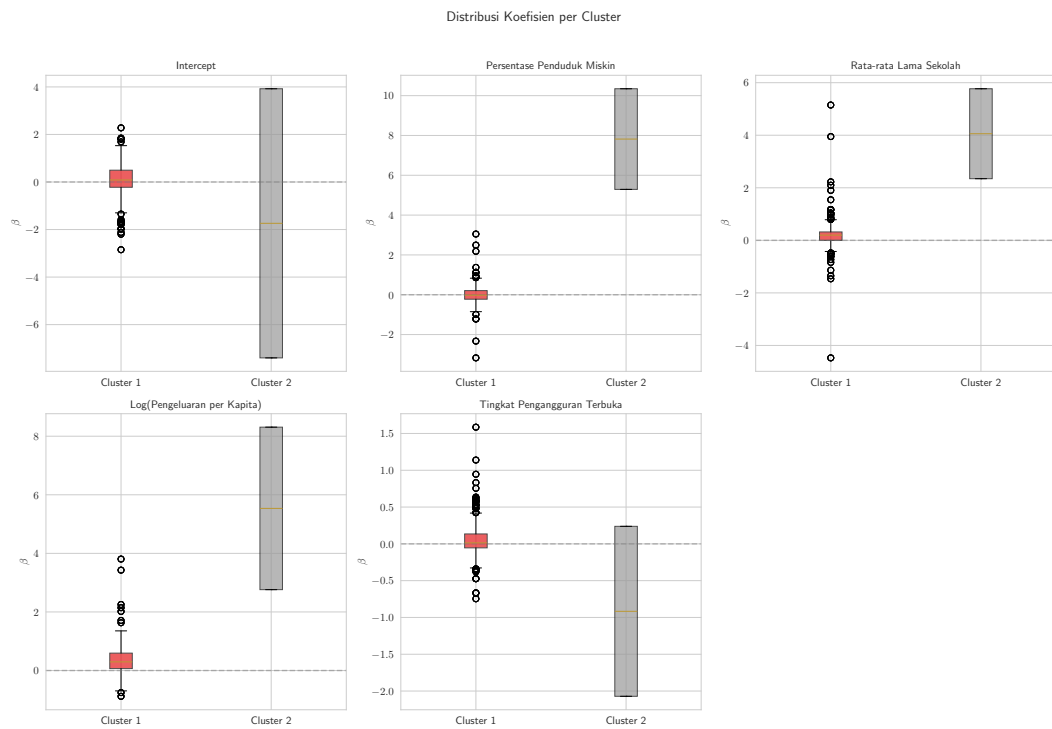 Distribusi Koefisien per Cluster
Intercept
4
2
0
−2
−4
−6
β
Cluster 1
Cluster 2
Persentase Penduduk Miskin
10
8
6
4
2
0
−2
β
Cluster 1
Cluster 2
Rata-rata Lama Sekolah
6
4
2
0
−2
−4
β
Cluster 1
Cluster 2
Log(Pengeluaran per Kapita)
8
6
4
2
0
β
Cluster 1
Cluster 2
Tingkat Pengangguran Terbuka
1.5
1.0
0.5
0.0
−0.5
−1.0
−1.5
−2.0
β
Cluster 1
Cluster 2